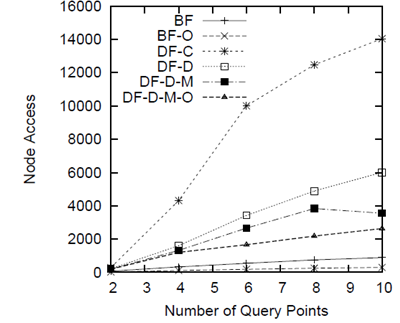 16000
14000
12000
10000
8000
6000
4000
2000
0
Node Access
BF
BF-O
DF-C
DF-D
DF-D-M
DF-D-M-O
2 3 4 5 6 7 8 9 10
Number of Query Points